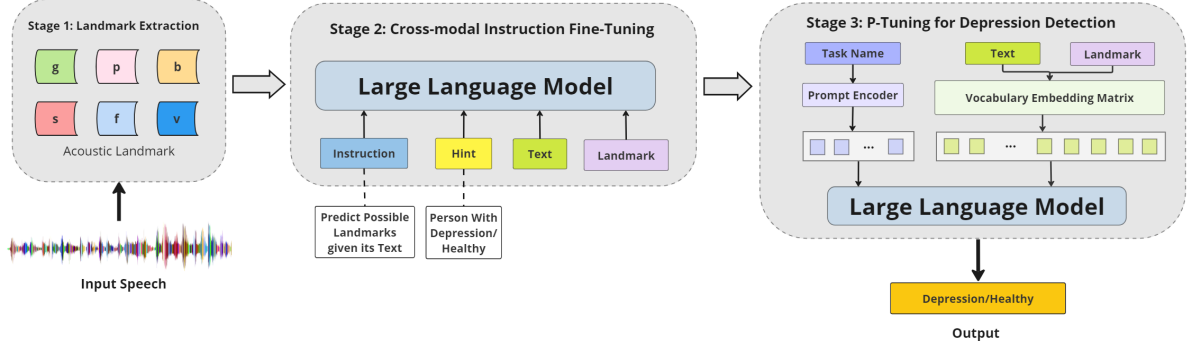 Stage 1: Landmark Extraction
g
p
b
s
f
v
Acoustic Landmark
Input Speech
Stage 2: Cross-modal Instruction Fine-Tuning
Large Language Model
Instruction
Hint
Text
Landmark
Predict Possible
Landmarks
given its Text
Person With
Depression/
Healthy
Stage 3: P-Tuning for Depression Detection
Task Name
Text
Landmark
Prompt Encoder
Vocabulary Embedding Matrix
...
...
Large Language Model
Depression/Healthy
Output